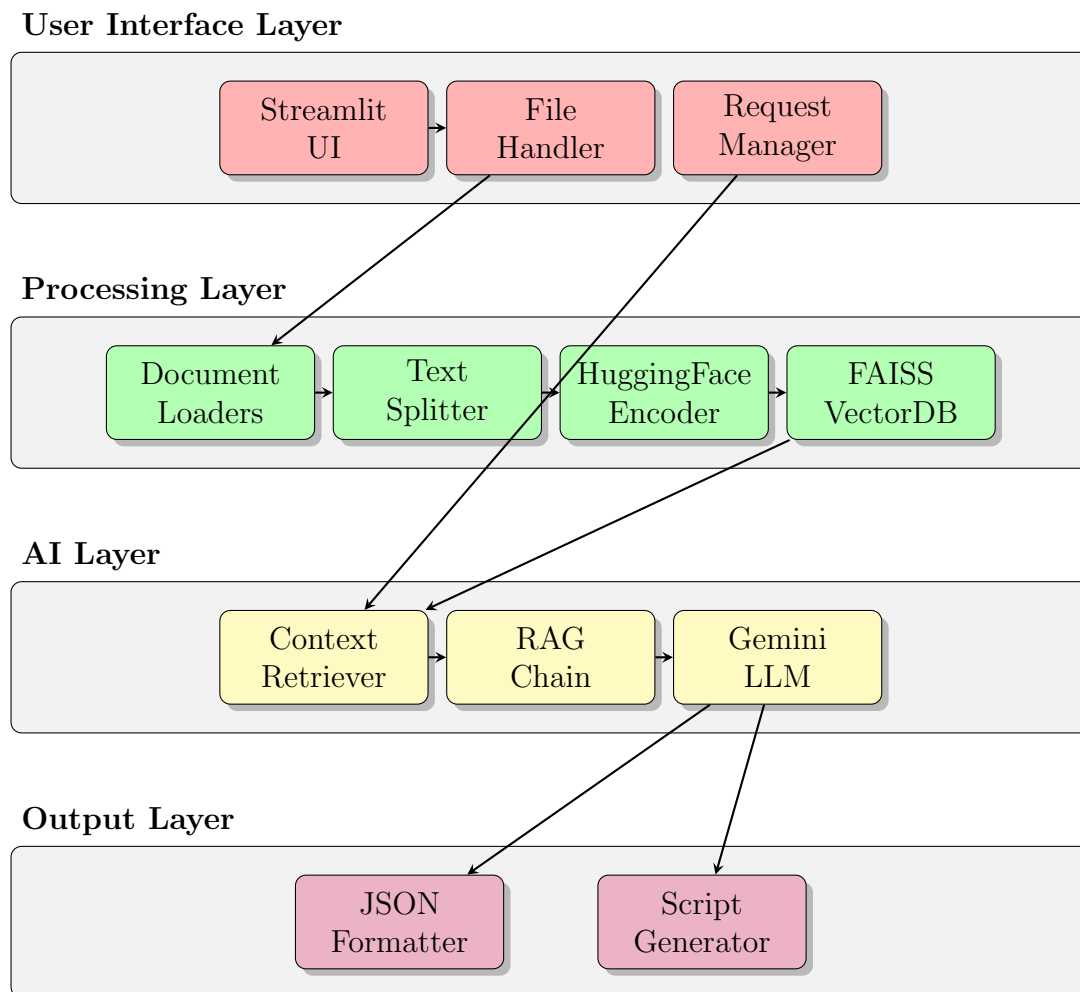 User Interface Layer
Streamlit
UI
File
Handler
Request
Manager
Processing Layer
Document
Loaders
Text
Splitter
HuggingFace
Encoder
FAISS
VectorDB
AI Layer
Context
Retriever
RAG
Chain
Gemini
LLM
Output Layer
JSON
Formatter
Script
Generator